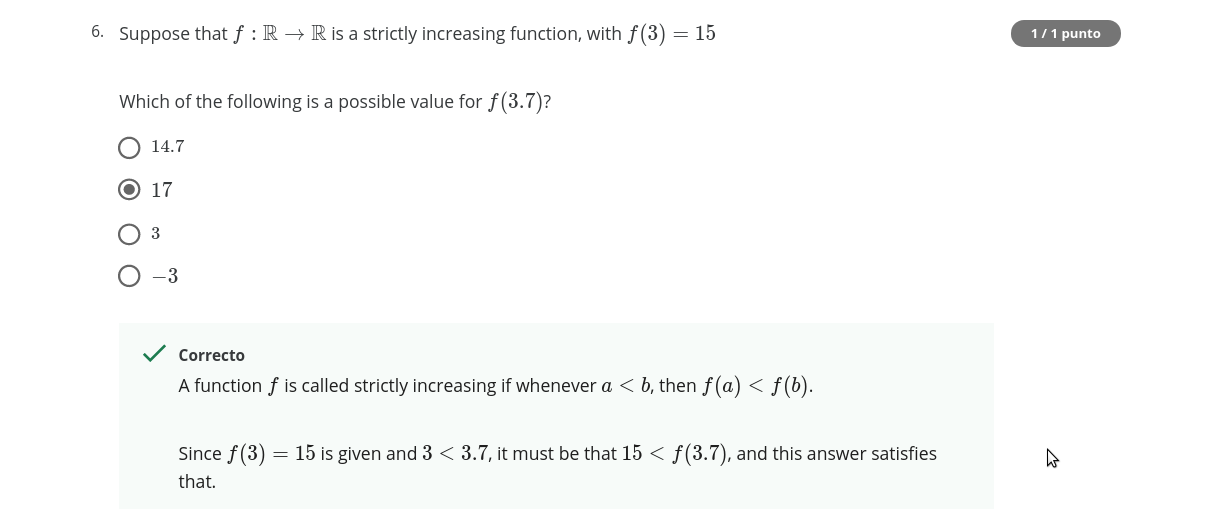 6. Suppose that f : ℝ → ℝ is a strictly increasing function, with f(3) = 15
1 / 1 punto
Which of the following is a possible value for f(3.7)?
14.7
17
3
−3
Correcto
A function f is called strictly increasing if whenever a < b, then f(a) < f(b).
Since f(3) = 15 is given and 3 < 3.7, it must be that 15 < f(3.7), and this answer satisfies
that.